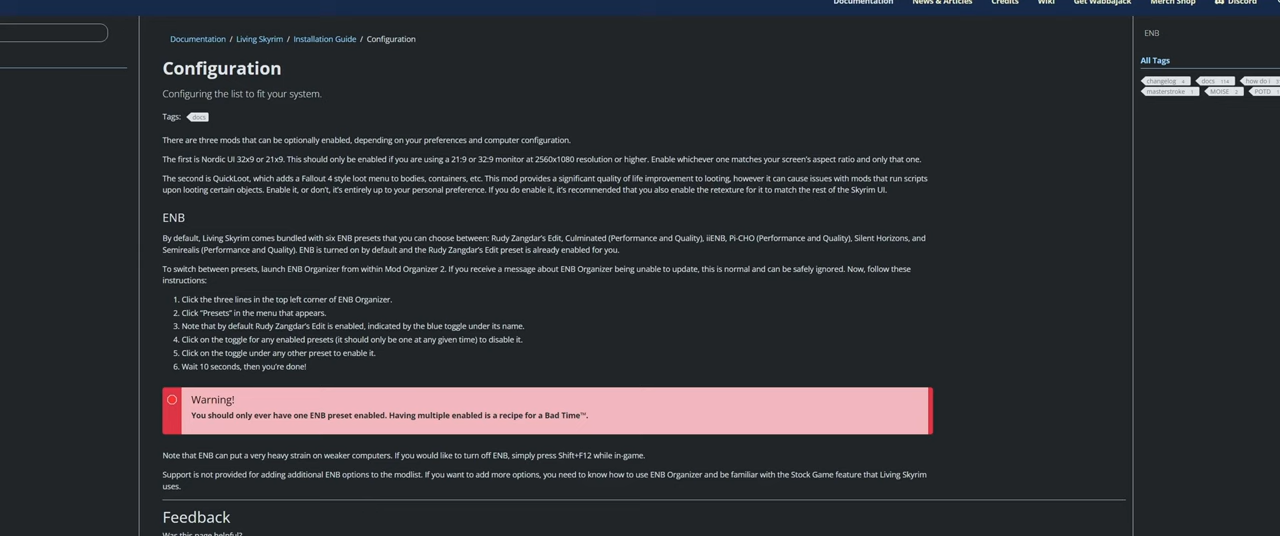 Documentation News & Articles Credits Wiki Get Wabbajack Merch Shop Discord
Documentation / Living Skyrim / Installation Guide / Configuration
ENB
Configuration
Configuring the list to fit your system.
Tags: docs
All Tags
changelog 4 docs 114 how do i
masterstroke 1 MOISE 2 POTD
There are three mods that can be optionally enabled, depending on your preferences and computer configuration.
The first is Nordic UI 32x9 or 21x9. This should only be enabled if you are using a 21:9 or 32:9 monitor at 2560x1080 resolution or higher. Enable whichever one matches your screen's aspect ratio and only that one.
The second is QuickLoot, which adds a Fallout 4 style loot menu to bodies, containers, etc. This mod provides a significant quality of life improvement to looting, however it can cause issues with mods that run scripts
upon looting certain objects. Enable it, or don't, it's entirely up to your personal preference. If you do enable it, it's recommended that you also enable the retexture for it to match the rest of the Skyrim UI.
ENB
By default, Living Skyrim comes bundled with six ENB presets that you can choose between: Rudy Zangdar's Edit, Culminated (Performance and Quality), iiENB, Pi-CHO (Performance and Quality), Silent Horizons, and
Semirealis (Performance and Quality). ENB is turned on by default and the Rudy Zangdar's Edit preset is already enabled for you.
To switch between presets, launch ENB Organizer from within Mod Organizer 2. If you receive a message about ENB Organizer being unable to update, this is normal and can be safely ignored. Now, follow these
instructions:
1. Click the three lines in the top left corner of ENB Organizer.
2. Click "Presets" in the menu that appears.
3. Note that by default Rudy Zangdar's Edit is enabled, indicated by the blue toggle under its name.
4. Click on the toggle for any enabled presets (it should only be one at any given time) to disable it.
5. Click on the toggle under any other preset to enable it.
6. Wait 10 seconds, then you're done!
Warning!
You should only ever have one ENB preset enabled. Having multiple enabled is a recipe for a Bad Time™.
Note that ENB can put a very heavy strain on weaker computers. If you would like to turn off ENB, simply press Shift+F12 while in-game.
Support is not provided for adding additional ENB options to the modlist. If you want to add more options, you need to know how to use ENB Organizer and be familiar with the Stock Game feature that Living Skyrim
uses.
Feedback
Was this page helpful?